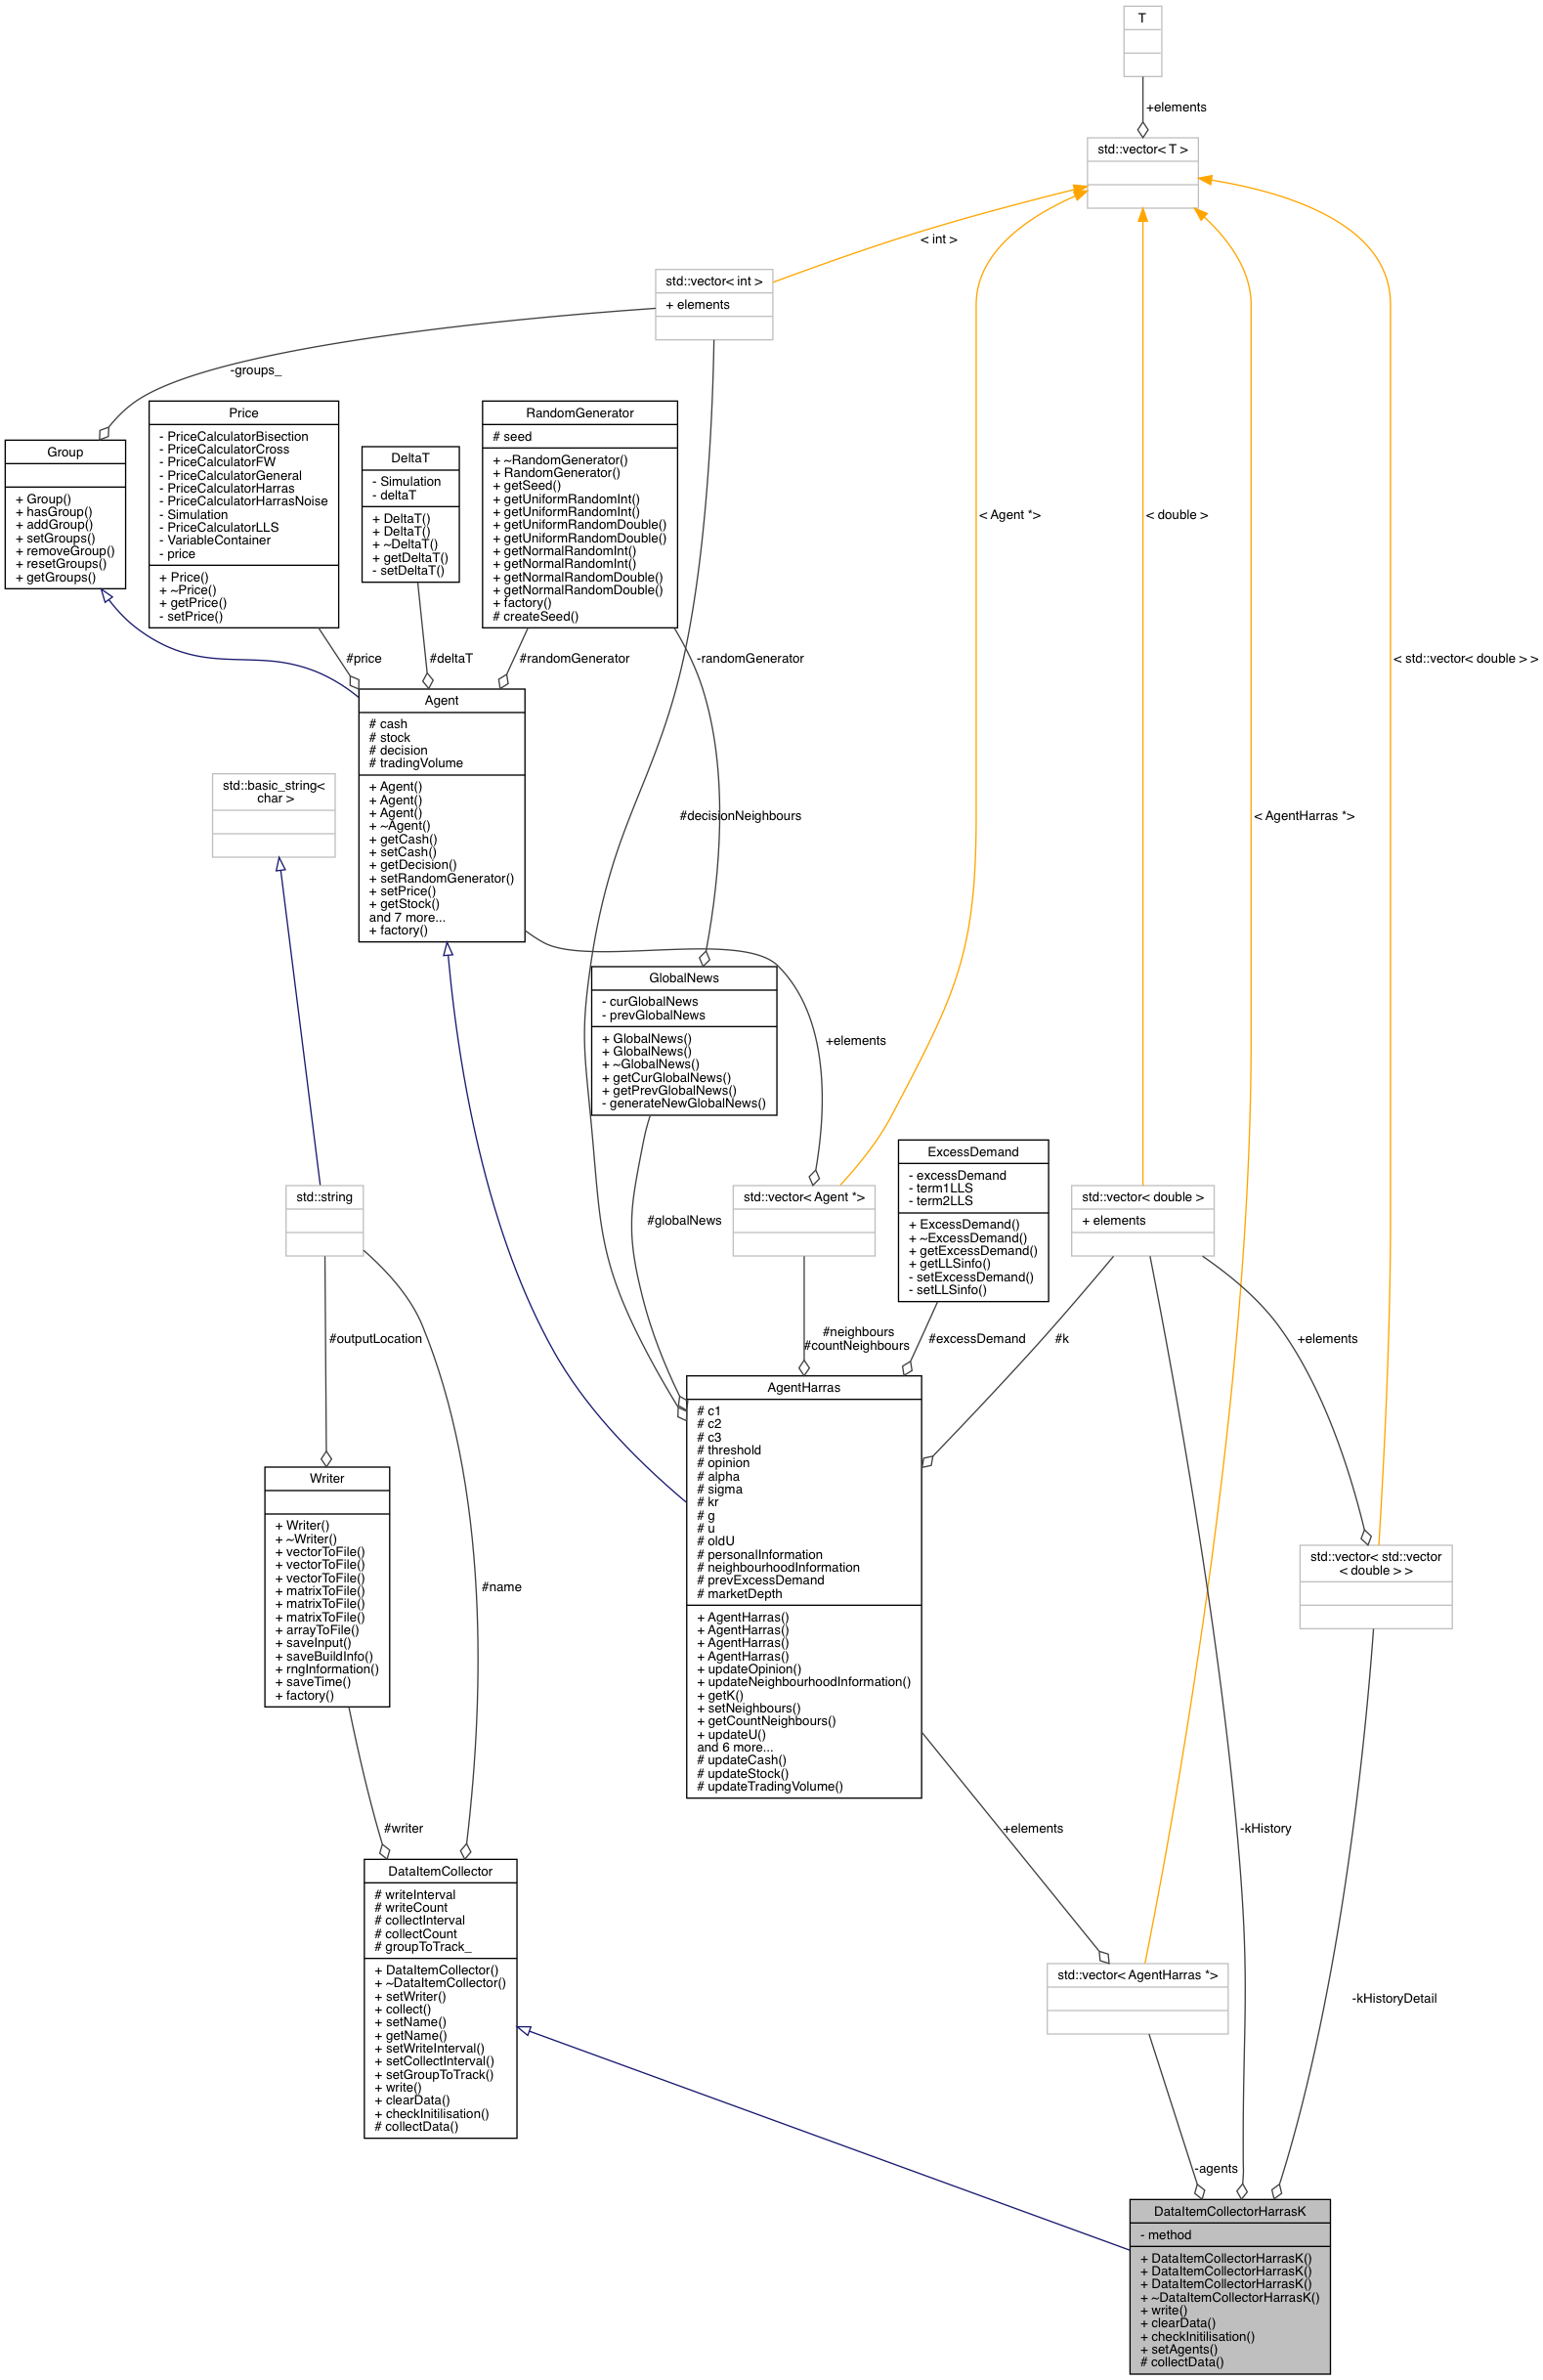 T
+elements
std::vector< T >
< int >
std::vector< int >
+ elements
-groups_
Group
+ Group()
+ hasGroup()
+ addGroup()
+ setGroups()
+ removeGroup()
+ resetGroups()
+ getGroups()
Price
- PriceCalculatorBisection
- PriceCalculatorCross
- PriceCalculatorFW
- PriceCalculatorGeneral
- PriceCalculatorHarras
- PriceCalculatorHarrasNoise
- Simulation
- PriceCalculatorLLS
- VariableContainer
- price
+ Price()
+ ~Price()
+ getPrice()
- setPrice()
DeltaT
- Simulation
- deltaT
+ DeltaT()
+ DeltaT()
+ ~DeltaT()
+ getDeltaT()
- setDeltaT()
RandomGenerator
# seed
+ ~RandomGenerator()
+ RandomGenerator()
+ getSeed()
+ getUniformRandomInt()
+ getUniformRandomInt()
+ getUniformRandomDouble()
+ getUniformRandomDouble()
+ getNormalRandomInt()
+ getNormalRandomInt()
+ getNormalRandomDouble()
+ getNormalRandomDouble()
+ factory()
# createSeed()
< Agent *>
< double >
#price
#deltaT
#randomGenerator
-randomGenerator
< std::vector< double > >
Agent
# cash
# stock
# decision
# tradingVolume
+ Agent()
+ Agent()
+ Agent()
+ ~Agent()
+ getCash()
+ setCash()
+ getDecision()
+ setRandomGenerator()
+ setPrice()
+ getStock()
and 7 more...
+ factory()
std::basic_string<
char >
#decisionNeighbours
< AgentHarras *>
GlobalNews
- curGlobalNews
- prevGlobalNews
+ GlobalNews()
+ GlobalNews()
+ ~GlobalNews()
+ getCurGlobalNews()
+ getPrevGlobalNews()
- generateNewGlobalNews()
+elements
std::string
#globalNews
std::vector< Agent *>
ExcessDemand
- excessDemand
- term1LLS
- term2LLS
+ ExcessDemand()
+ ~ExcessDemand()
+ getExcessDemand()
+ getLLSinfo()
- setExcessDemand()
- setLLSinfo()
std::vector< double >
+ elements
#outputLocation
#neighbours
#countNeighbours
#excessDemand
#k
+elements
AgentHarras
# c1
# c2
# c3
# threshold
# opinion
# alpha
# sigma
# kr
# g
# u
# oldU
# personalInformation
# neighbourhoodInformation
# prevExcessDemand
# marketDepth
+ AgentHarras()
+ AgentHarras()
+ AgentHarras()
+ AgentHarras()
+ updateOpinion()
+ updateNeighbourhoodInformation()
+ getK()
+ setNeighbours()
+ getCountNeighbours()
+ updateU()
and 6 more...
# updateCash()
# updateStock()
# updateTradingVolume()
Writer
+ Writer()
+ ~Writer()
+ vectorToFile()
+ vectorToFile()
+ vectorToFile()
+ matrixToFile()
+ matrixToFile()
+ matrixToFile()
+ arrayToFile()
+ saveInput()
+ saveBuildInfo()
+ rngInformation()
+ saveTime()
+ factory()
#name
std::vector< std::vector
< double > >
#writer
+elements
-kHistory
DataItemCollector
# writeInterval
# writeCount
# collectInterval
# collectCount
# groupToTrack_
+ DataItemCollector()
+ ~DataItemCollector()
+ setWriter()
+ collect()
+ setName()
+ getName()
+ setWriteInterval()
+ setCollectInterval()
+ setGroupToTrack()
+ write()
+ clearData()
+ checkInitilisation()
# collectData()
std::vector< AgentHarras *>
-kHistoryDetail
-agents
DataItemCollectorHarrasK
- method
+ DataItemCollectorHarrasK()
+ DataItemCollectorHarrasK()
+ DataItemCollectorHarrasK()
+ ~DataItemCollectorHarrasK()
+ write()
+ clearData()
+ checkInitilisation()
+ setAgents()
# collectData()